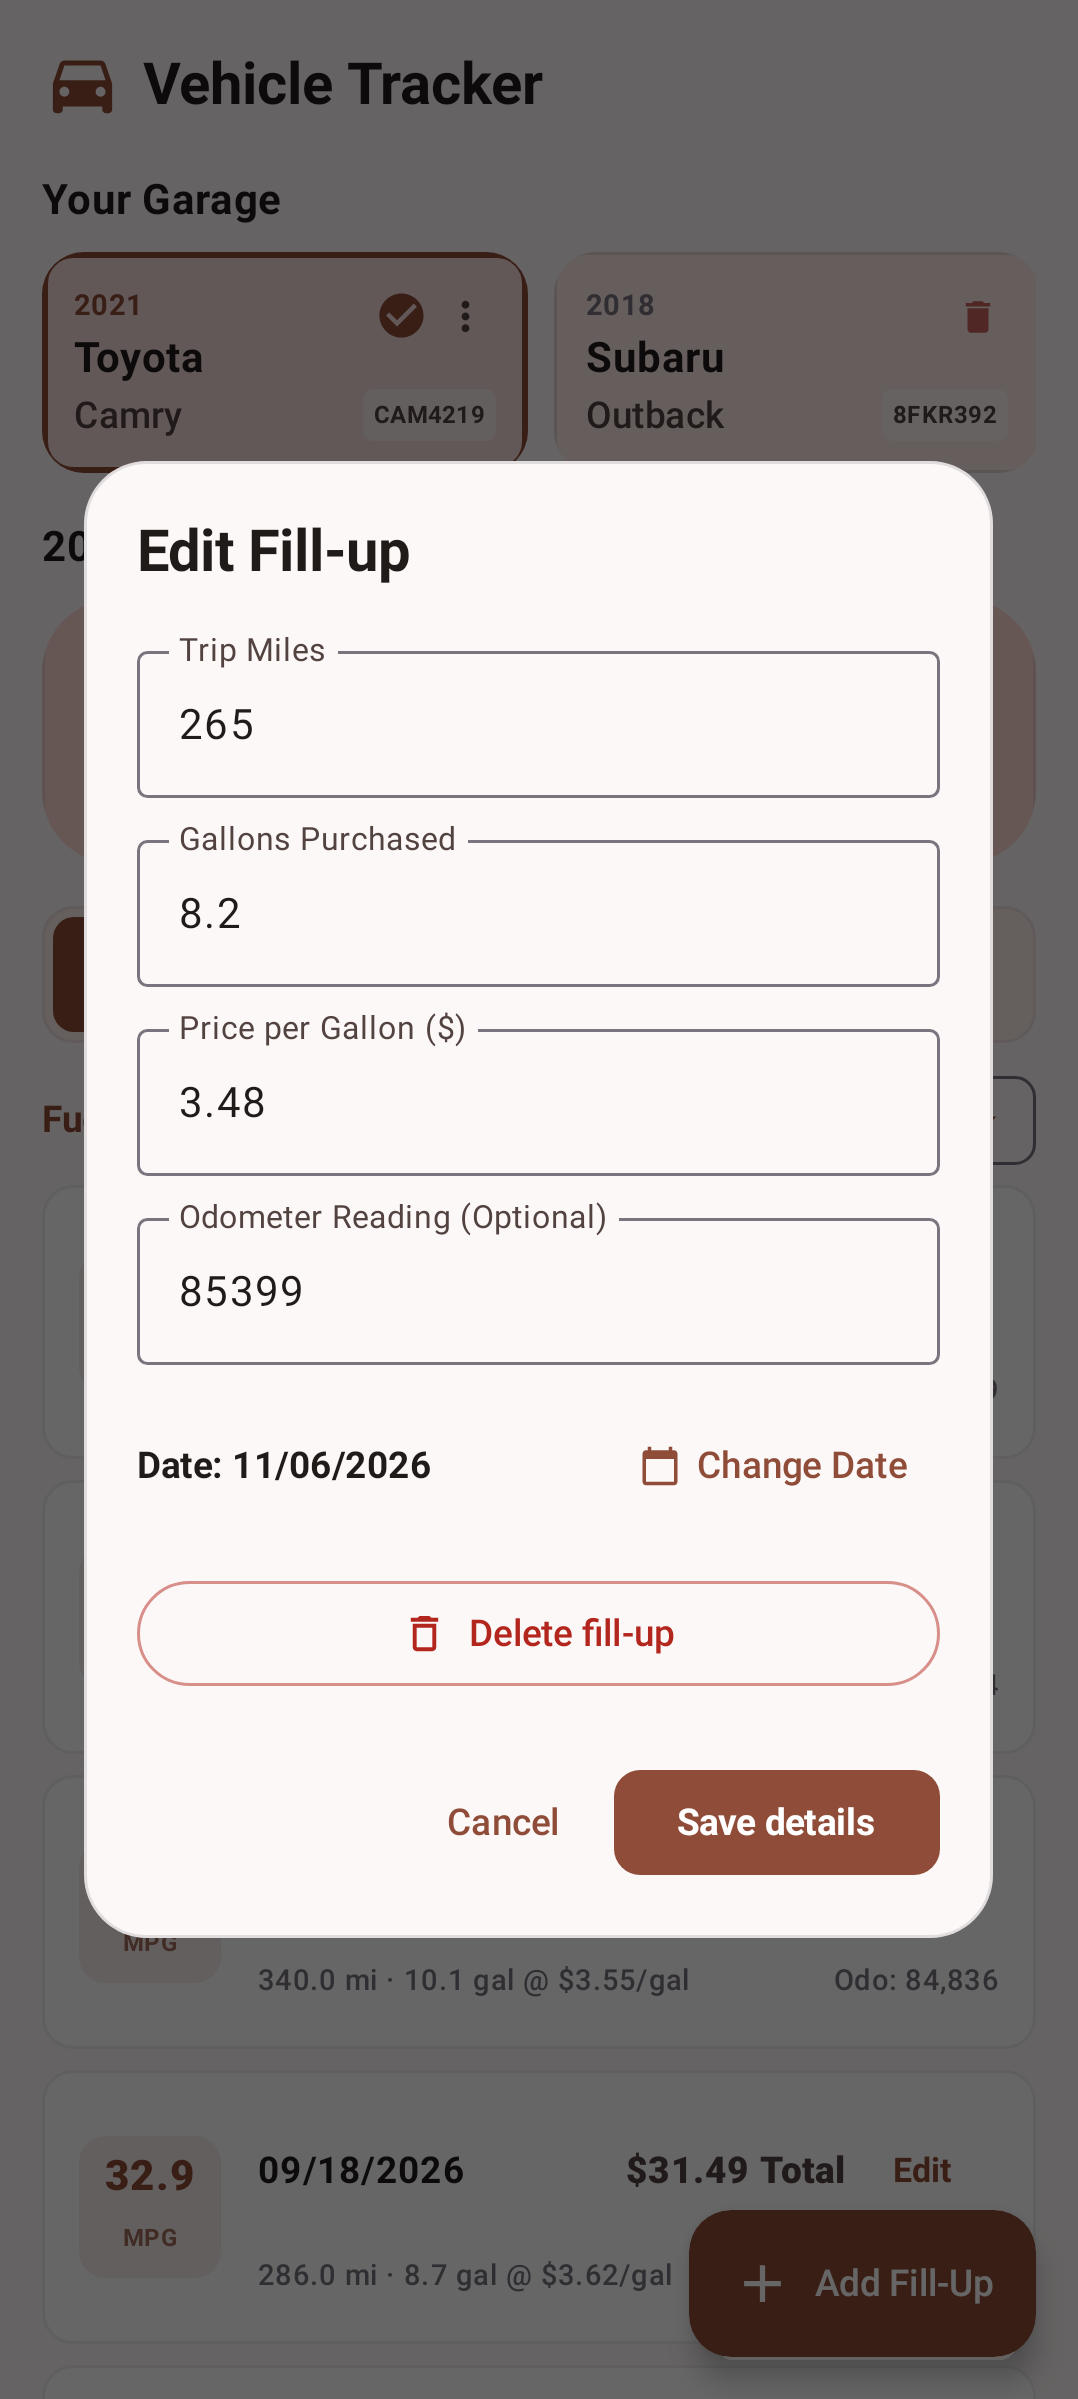 Vehicle Tracker
Your Garage
2021
Toyota
Camry
CAM4219
2018
Subaru
Outback
8FKR392
Edit Fill-up
Trip Miles
265
Gallons Purchased
8.2
Price per Gallon ($)
3.48
Odometer Reading (Optional)
85399
Date: 11/06/2026
Change Date
Delete fill-up
Cancel
Save details
MPG
340.0 mi · 10.1 gal @ $3.55/gal
Odo: 84,836
32.9
MPG
09/18/2026
$31.49 Total
Edit
286.0 mi · 8.7 gal @ $3.62/gal
Add Fill-Up